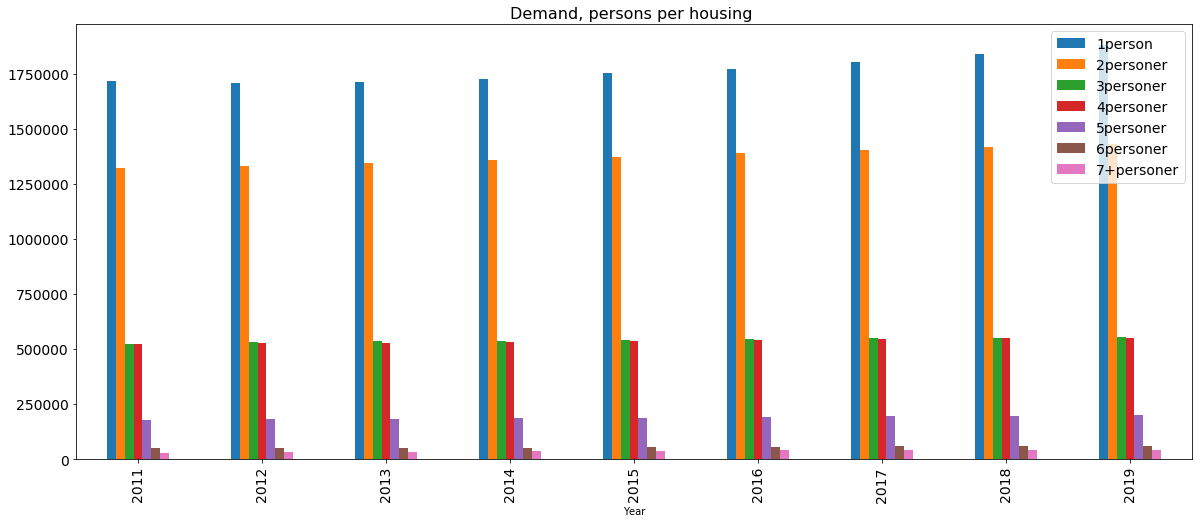 Demand, persons per housing
1person
2personer
3personer
4personer
5personer
6personer
7+personer
1750000
1500000
1250000
1000000
750000
500000
250000
0
2011 2012 2013 2014 2015 2016 2017 2018 2019
Year